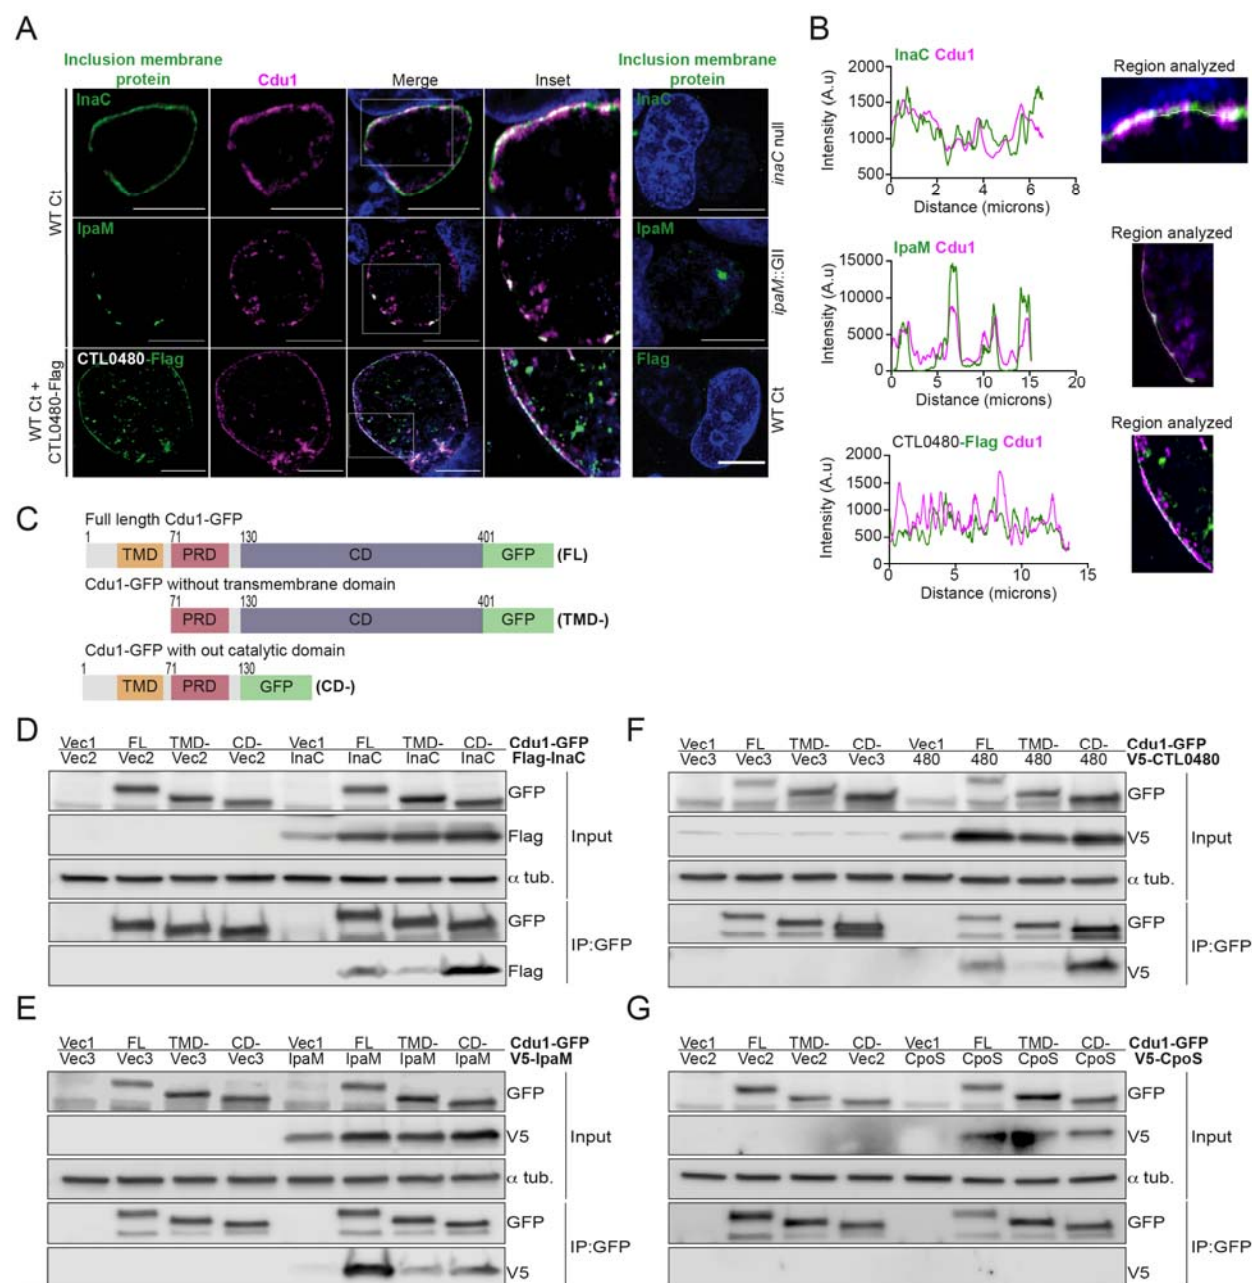 A
Inclusion membrane protein
Cdu1
Merge
Inset
Inclusion membrane protein
WT Ct
InaC
InaC
inaC null
IpaM
IpaM
ipaM::GII
WT Ct + CTL0480-Flag
CTL0480-Flag
Flag
WT Ct
B
InaC Cdu1
Region analyzed
Intensity (A.u)
2000
1500
1000
500
0 2 4 6 8
Distance (microns)
IpaM Cdu1
Region analyzed
Intensity (A.u)
15000
10000
5000
0
0 5 10 15 20
Distance (microns)
CTL0480-Flag Cdu1
Region analyzed
Intensity (A.u)
2000
1500
1000
500
0
0 5 10 15
Distance (microns)
C
Full length Cdu1-GFP
1 71 130 401
TMD PRD CD GFP (FL)
Cdu1-GFP without transmembrane domain
71 130 401
PRD CD GFP (TMD-)
Cdu1-GFP with out catalytic domain
1 71 130
TMD PRD GFP (CD-)
D
Vec1 FL TMD- CD- Vec1 FL TMD- CD- Cdu1-GFP
Vec2 Vec2 Vec2 Vec2 InaC InaC InaC InaC Flag-InaC
GFP
Flag
Input
α tub.
GFP
IP:GFP
Flag
E
Vec1 FL TMD- CD- Vec1 FL TMD- CD- Cdu1-GFP
Vec3 Vec3 Vec3 Vec3 IpaM IpaM IpaM IpaM V5-IpaM
GFP
V5
Input
α tub.
GFP
IP:GFP
V5
F
Vec1 FL TMD- CD- Vec1 FL TMD- CD- Cdu1-GFP
Vec3 Vec3 Vec3 Vec3 480 480 480 480 V5-CTL0480
GFP
V5
Input
α tub.
GFP
IP:GFP
V5
G
Vec1 FL TMD- CD- Vec1 FL TMD- CD- Cdu1-GFP
Vec2 Vec2 Vec2 Vec2 CpoS CpoS CpoS CpoS V5-CpoS
GFP
V5
Input
α tub.
GFP
IP:GFP
V5